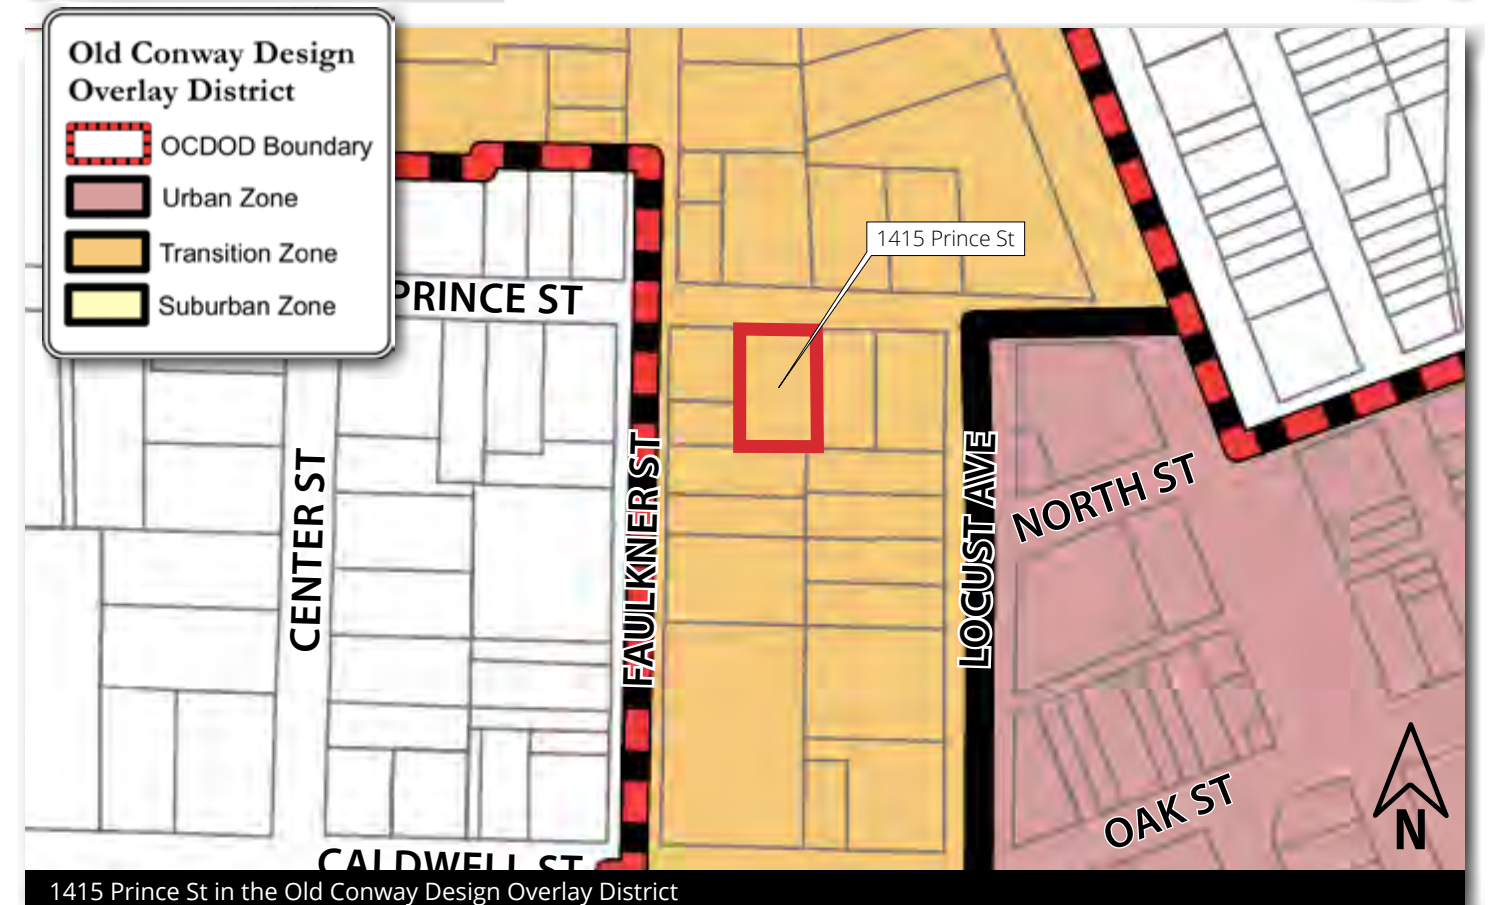 Old Conway Design
Overlay District
OCDOD Boundary
Urban Zone
Transition Zone
Suburban Zone
1415 Prince St
PRINCE ST
CENTER ST
FAULKNER ST
LOCUST AVE
NORTH ST
OAK ST
CALDWELL ST
N
1415 Prince St in the Old Conway Design Overlay District